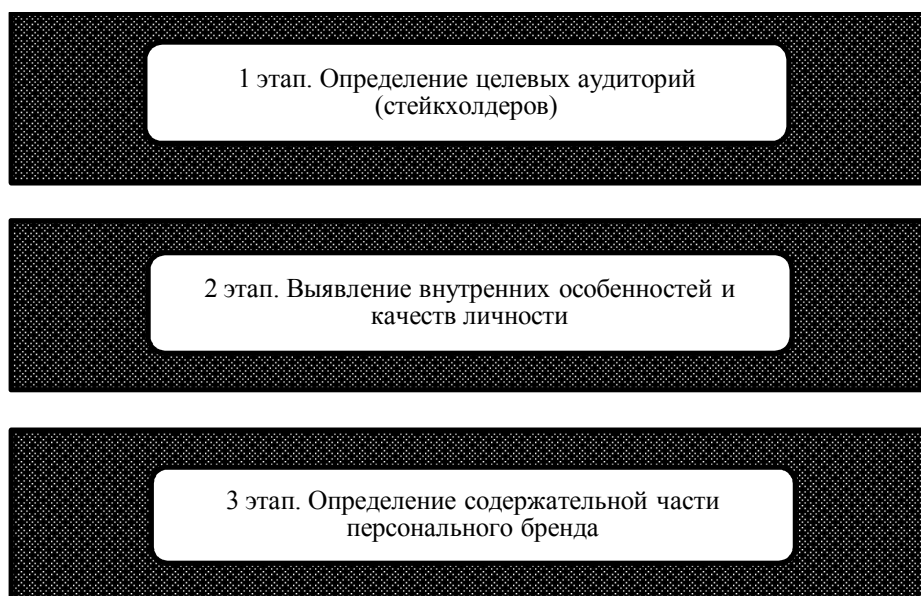 1 этап. Определение целевых аудиторий
(стейкхолдеров)
2 этап. Выявление внутренних особенностей и
качеств личности
3 этап. Определение содержательной части
персонального бренда